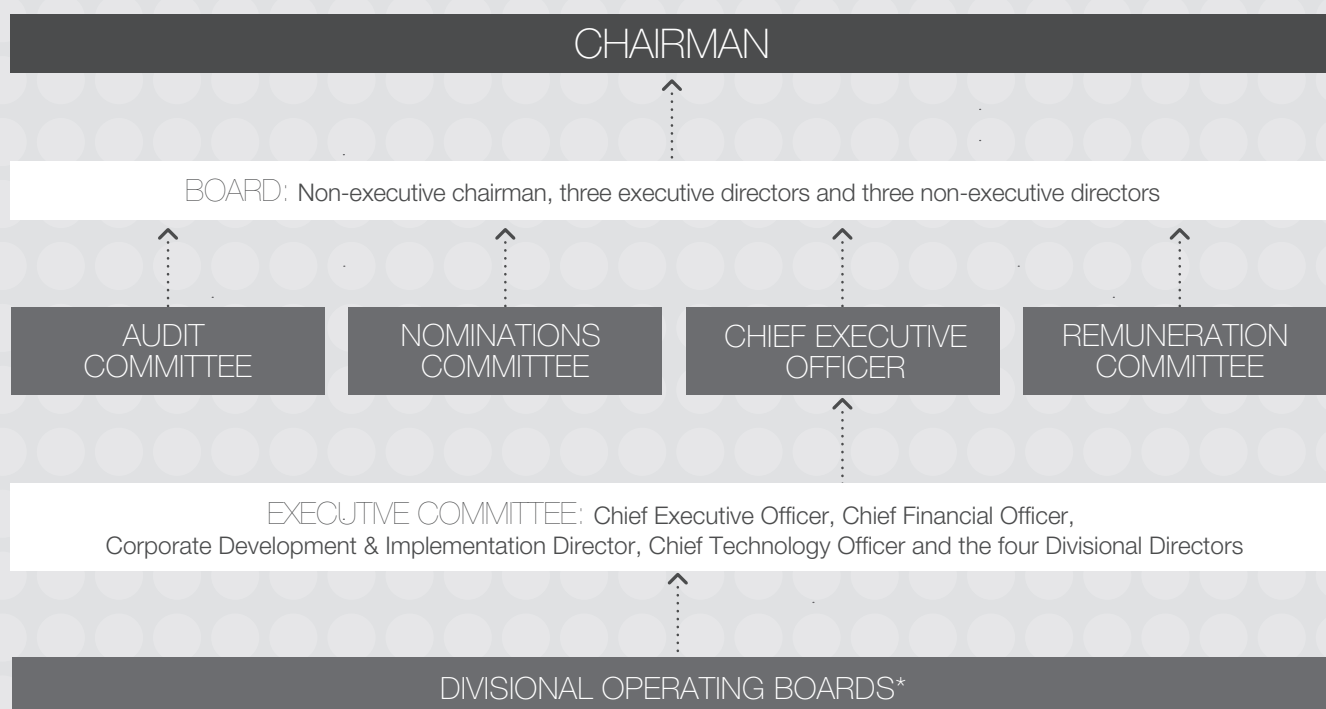 CHAIRMAN
BOARD: Non-executive chairman, three executive directors and three non-executive directors
AUDIT
COMMITTEE
NOMINATIONS
COMMITTEE
CHIEF EXECUTIVE
OFFICER
REMUNERATION
COMMITTEE
EXECUTIVE COMMITTEE: Chief Executive Officer, Chief Financial Officer,
Corporate Development & Implementation Director, Chief Technology Officer and the four Divisional Directors
DIVISIONAL OPERATING BOARDS*